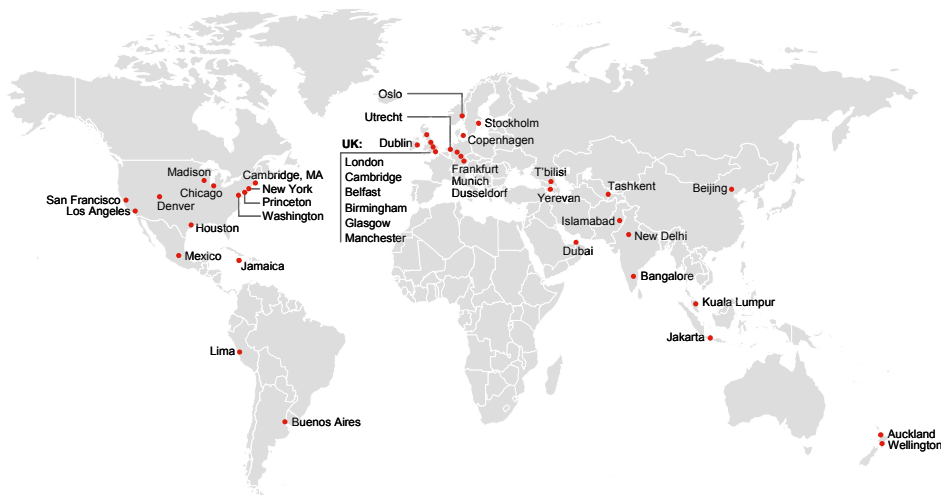 Oslo
Utrecht
Stockholm
UK:
Dublin
Copenhagen
London
Cambridge
Belfast
Birmingham
Glasgow
Manchester
Frankfurt
Munich
Dusseldorf
Madison
Cambridge, MA
Chicago
New York
Princeton
Washington
San Francisco
Los Angeles
Denver
Houston
Mexico
Jamaica
T'bilisi
Yerevan
Tashkent
Beijing
Islamabad
New Delhi
Dubai
Bangalore
Kuala Lumpur
Jakarta
Lima
Buenos Aires
Auckland
Wellington